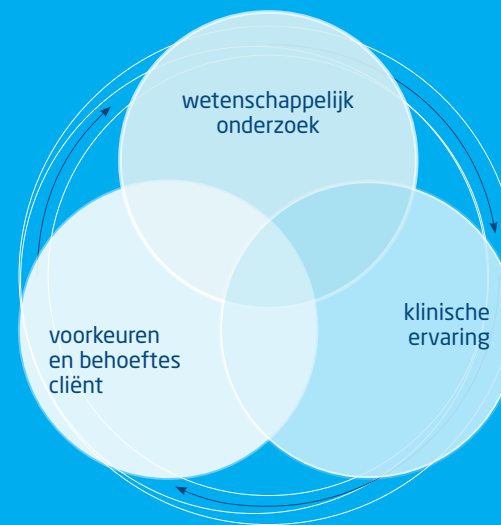 wetenschappelijk
onderzoek
klinische
ervaring
voorkeuren
en behoeftes
cliënt